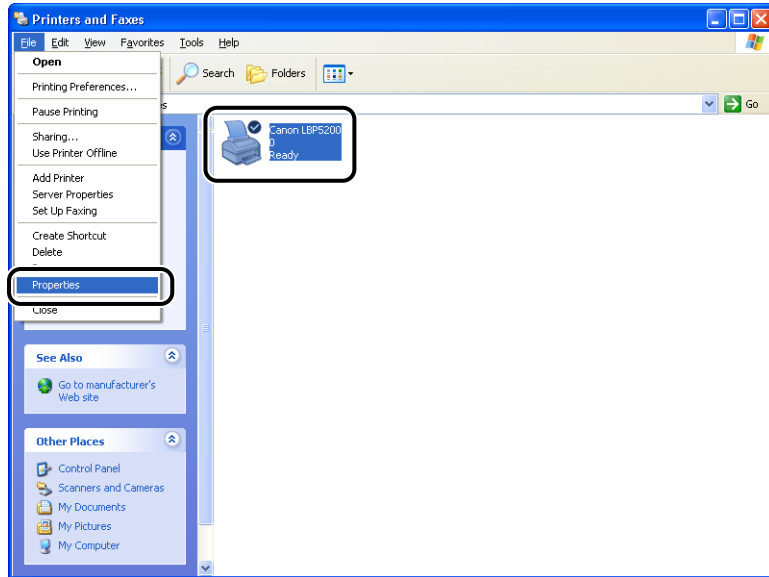 Printers and Faxes
File Edit View Favorites Tools Help
Search Folders
Go
Open
Printing Preferences...
Pause Printing
Sharing...
Use Printer Offline
Add Printer
Server Properties
Set Up Faxing
Create Shortcut
Delete
Properties
Close
Canon LBP5200
0
Ready
See Also
Go to manufacturer's
Web site
Other Places
Control Panel
Scanners and Cameras
My Documents
My Pictures
My Computer